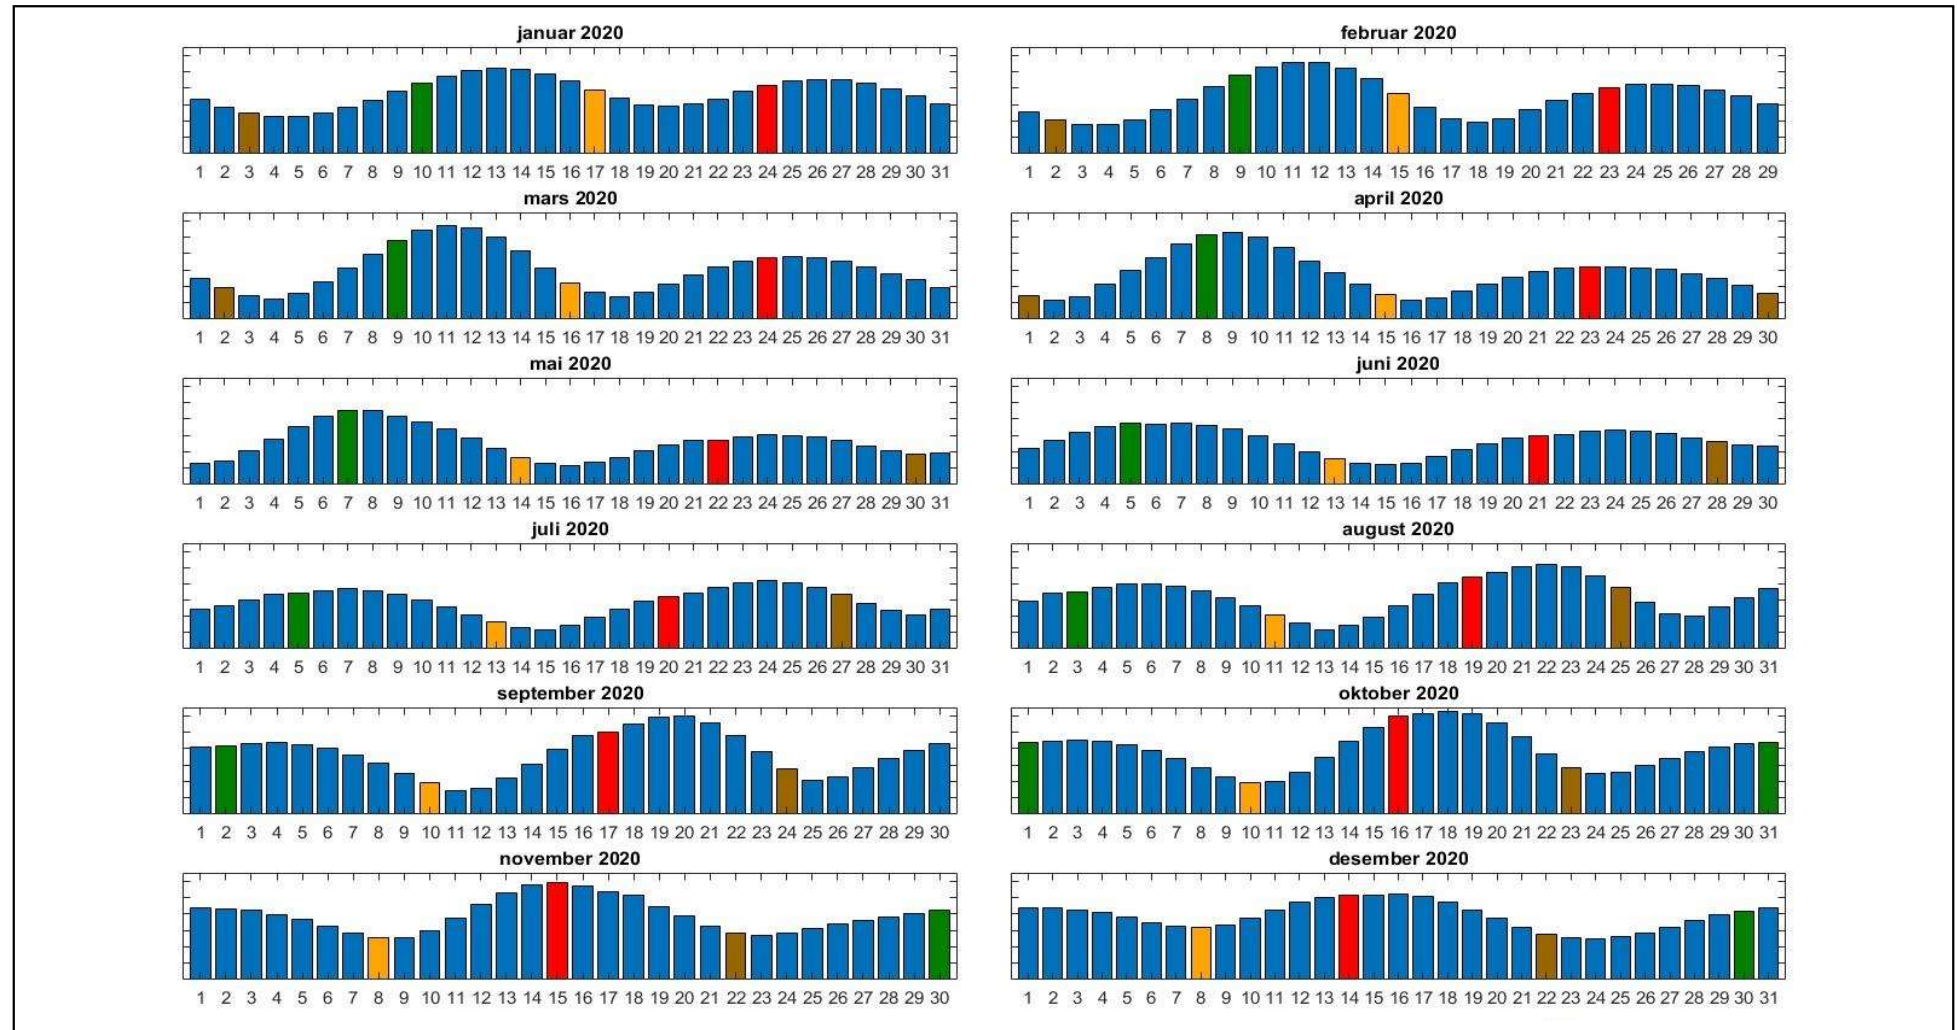 januar 2020
1 2 3 4 5 6 7 8 9 10 11 12 13 14 15 16 17 18 19 20 21 22 23 24 25 26 27 28 29 30 31
februar 2020
1 2 3 4 5 6 7 8 9 10 11 12 13 14 15 16 17 18 19 20 21 22 23 24 25 26 27 28 29
mars 2020
1 2 3 4 5 6 7 8 9 10 11 12 13 14 15 16 17 18 19 20 21 22 23 24 25 26 27 28 29 30 31
april 2020
1 2 3 4 5 6 7 8 9 10 11 12 13 14 15 16 17 18 19 20 21 22 23 24 25 26 27 28 29 30
mai 2020
1 2 3 4 5 6 7 8 9 10 11 12 13 14 15 16 17 18 19 20 21 22 23 24 25 26 27 28 29 30 31
juni 2020
1 2 3 4 5 6 7 8 9 10 11 12 13 14 15 16 17 18 19 20 21 22 23 24 25 26 27 28 29 30
juli 2020
1 2 3 4 5 6 7 8 9 10 11 12 13 14 15 16 17 18 19 20 21 22 23 24 25 26 27 28 29 30 31
august 2020
1 2 3 4 5 6 7 8 9 10 11 12 13 14 15 16 17 18 19 20 21 22 23 24 25 26 27 28 29 30 31
september 2020
1 2 3 4 5 6 7 8 9 10 11 12 13 14 15 16 17 18 19 20 21 22 23 24 25 26 27 28 29 30
oktober 2020
1 2 3 4 5 6 7 8 9 10 11 12 13 14 15 16 17 18 19 20 21 22 23 24 25 26 27 28 29 30 31
november 2020
1 2 3 4 5 6 7 8 9 10 11 12 13 14 15 16 17 18 19 20 21 22 23 24 25 26 27 28 29 30
desember 2020
1 2 3 4 5 6 7 8 9 10 11 12 13 14 15 16 17 18 19 20 21 22 23 24 25 26 27 28 29 30 31